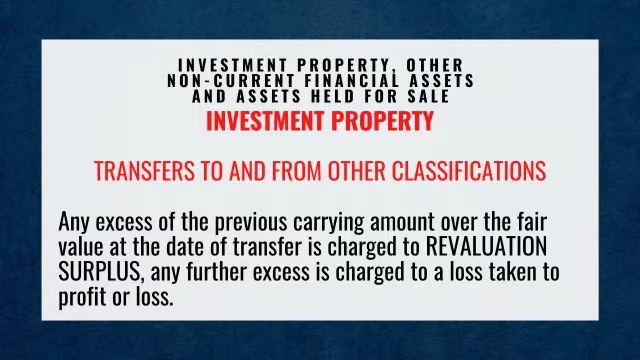 INVESTMENT PROPERTY, OTHER
NON-CURRENT FINANCIAL ASSETS
AND ASSETS HELD FOR SALE
INVESTMENT PROPERTY
TRANSFERS TO AND FROM OTHER CLASSIFICATIONS
Any excess of the previous carrying amount over the fair
value at the date of transfer is charged to REVALUATION
SURPLUS, any further excess is charged to a loss taken to
profit or loss.